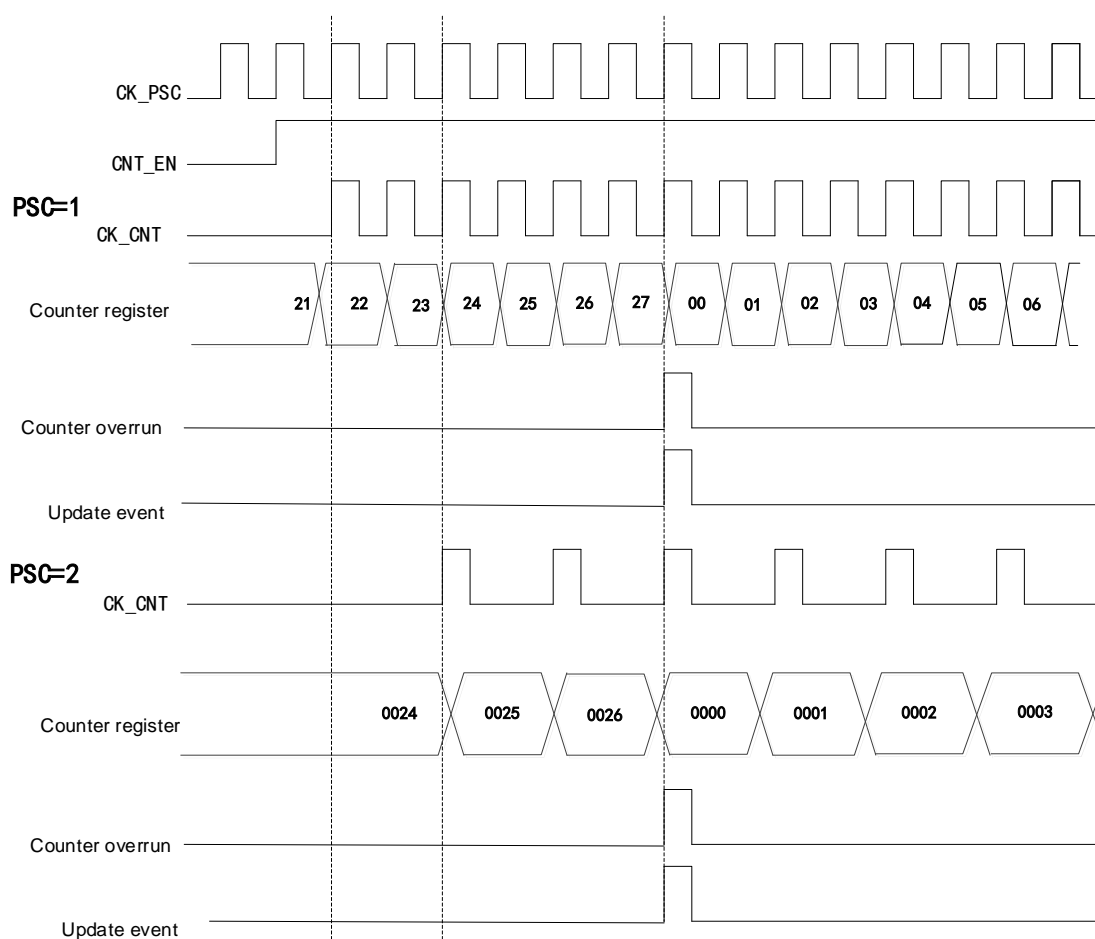 CK_PSC
CNT_EN
PSC=1
CK_CNT
Counter register 21 22 23 24 25 26 27 00 01 02 03 04 05 06
Counter overrun
Update event
PSC=2
CK_CNT
Counter register 0024 0025 0026 0000 0001 0002 0003
Counter overrun
Update event